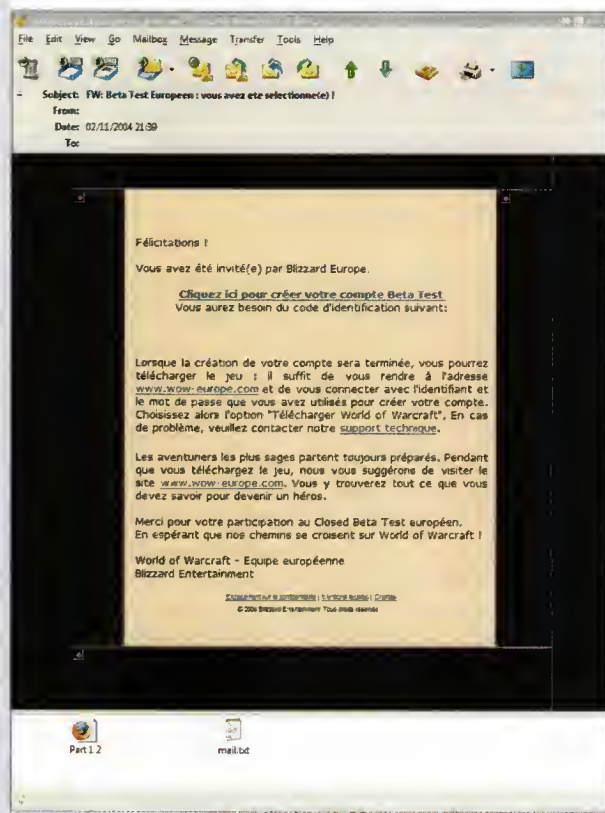 File Edit View Go Mailbox Message Transfer Tools Help
Subject: FW: Beta Test Europeen : vous avez ete selectionne(e) !
From:
Date: 02/11/2004 21:39
To:
Félicitations !
Vous avez été invité(e) par Blizzard Europe.
Cliquez ici pour créer votre compte Beta Test
Vous aurez besoin du code d'identification suivant:
Lorsque la création de votre compte sera terminée, vous pourrez
télécharger le jeu : il suffit de vous rendre à l'adresse
www.wow-europe.com et de vous connecter avec l'identifiant et
le mot de passe que vous avez utilisés pour créer votre compte.
Choisissez alors l'option "Télécharger World of Warcraft". En cas
de problème, veuillez contacter notre support technique.
Les aventuriers les plus sages partent toujours préparés. Pendant
que vous téléchargez le jeu, nous vous suggérons de visiter le
site www.wow-europe.com. Vous y trouverez tout ce que vous
devez savoir pour devenir un héros.
Merci pour votre participation au Closed Beta Test européen.
En espérant que nos chemins se croisent sur World of Warcraft !
World of Warcraft - Equipe européenne
Blizzard Entertainment
© 2004 Blizzard Entertainment Tous droits réservés
Part 1.2
mail.txt